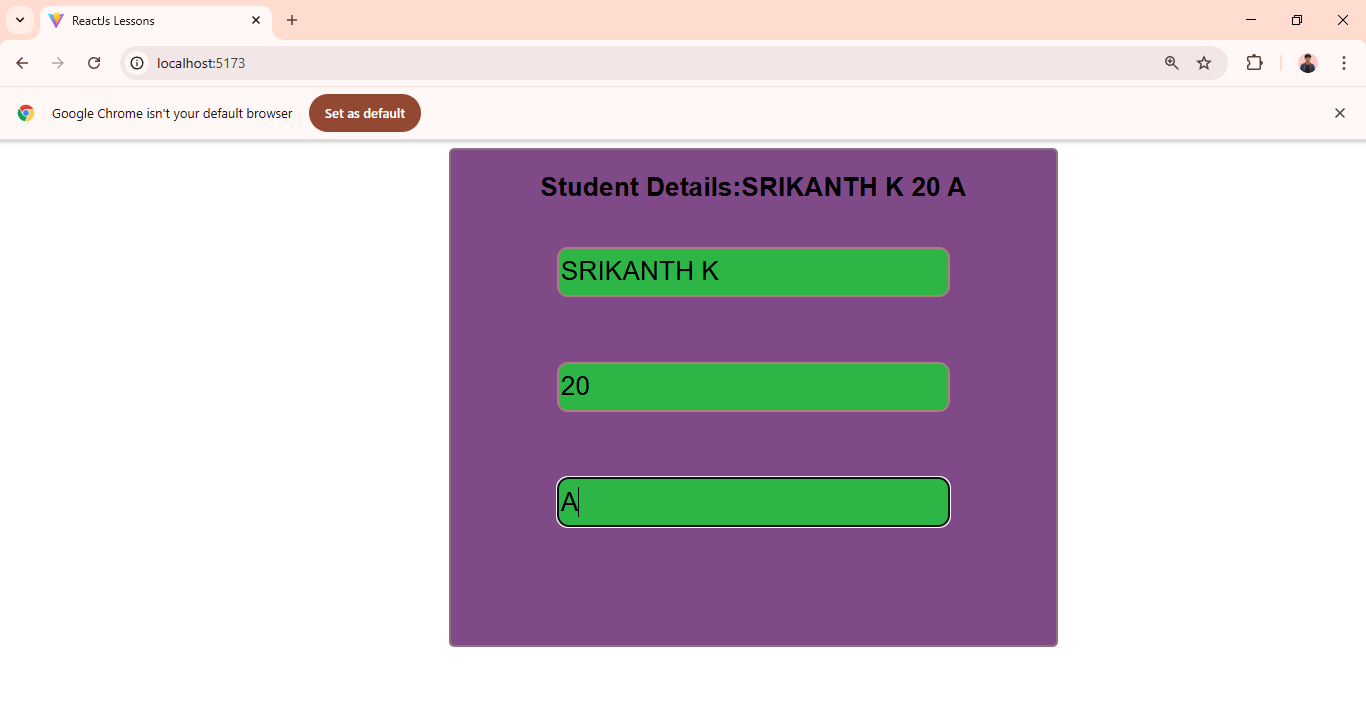 ReactJs Lessons
localhost:5173
Google Chrome isn't your default browser
Set as default
Student Details:SRIKANTH K 20 A
SRIKANTH K
20
A